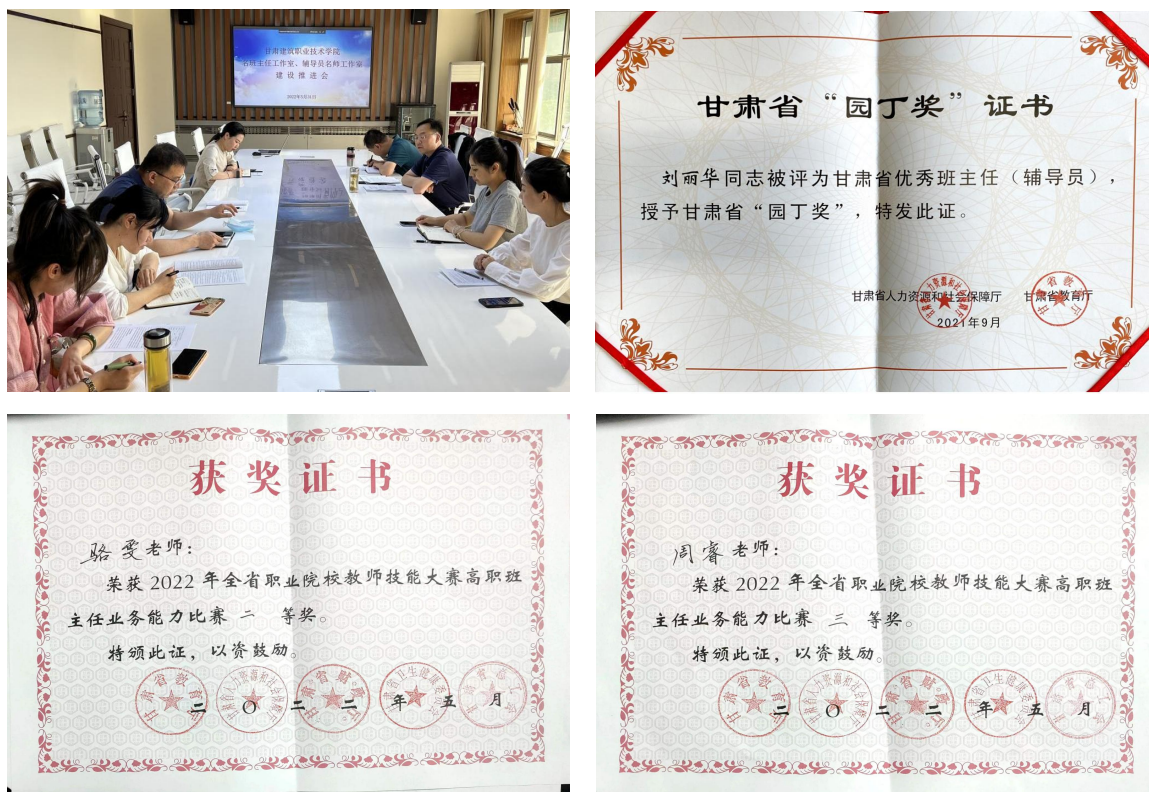 甘肃建筑职业技术学院
名班主任工作室、辅导员名师工作室
建设推进会
甘肃省“园丁奖”证书
刘丽华同志被评为甘肃省优秀班主任（辅导员），
授予甘肃省“园丁奖”，特发此证。
甘肃省人力资源和社会保障厅 甘肃省教育厅
2021年9月
获奖证书
骆雯老师：
荣获2022年全省职业院校教师技能大赛高职班
主任业务能力比赛 二 等奖。
特颁此证，以资鼓励。
二〇二二年五月
获奖证书
周睿老师：
荣获2022年全省职业院校教师技能大赛高职班
主任业务能力比赛 三 等奖。
特颁此证，以资鼓励。
二〇二二年五月